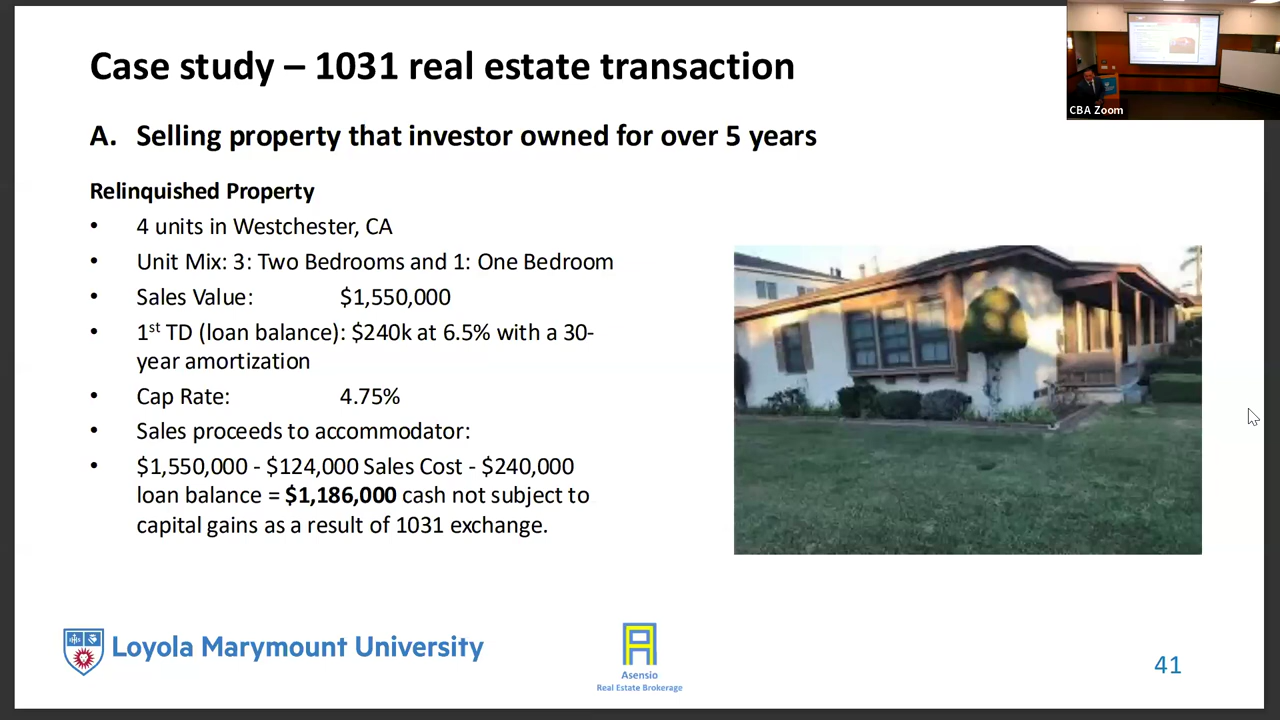 Case study – 1031 real estate transaction
CBA Zoom
A. Selling property that investor owned for over 5 years
Relinquished Property
• 4 units in Westchester, CA
• Unit Mix: 3: Two Bedrooms and 1: One Bedroom
• Sales Value: $1,550,000
• 1st TD (loan balance): $240k at 6.5% with a 30-
year amortization
• Cap Rate: 4.75%
• Sales proceeds to accommodator:
• $1,550,000 - $124,000 Sales Cost - $240,000
loan balance = $1,186,000 cash not subject to
capital gains as a result of 1031 exchange.
Loyola Marymount University
Asensio
Real Estate Brokerage
41